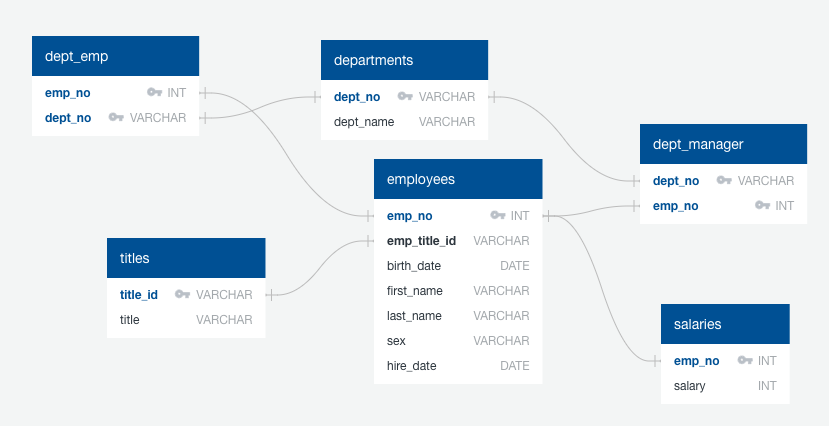 dept_emp
emp_no INT
dept_no VARCHAR
departments
dept_no VARCHAR
dept_name VARCHAR
dept_manager
dept_no VARCHAR
emp_no INT
employees
emp_no INT
emp_title_id VARCHAR
birth_date DATE
first_name VARCHAR
last_name VARCHAR
sex VARCHAR
hire_date DATE
titles
title_id VARCHAR
title VARCHAR
salaries
emp_no INT
salary INT